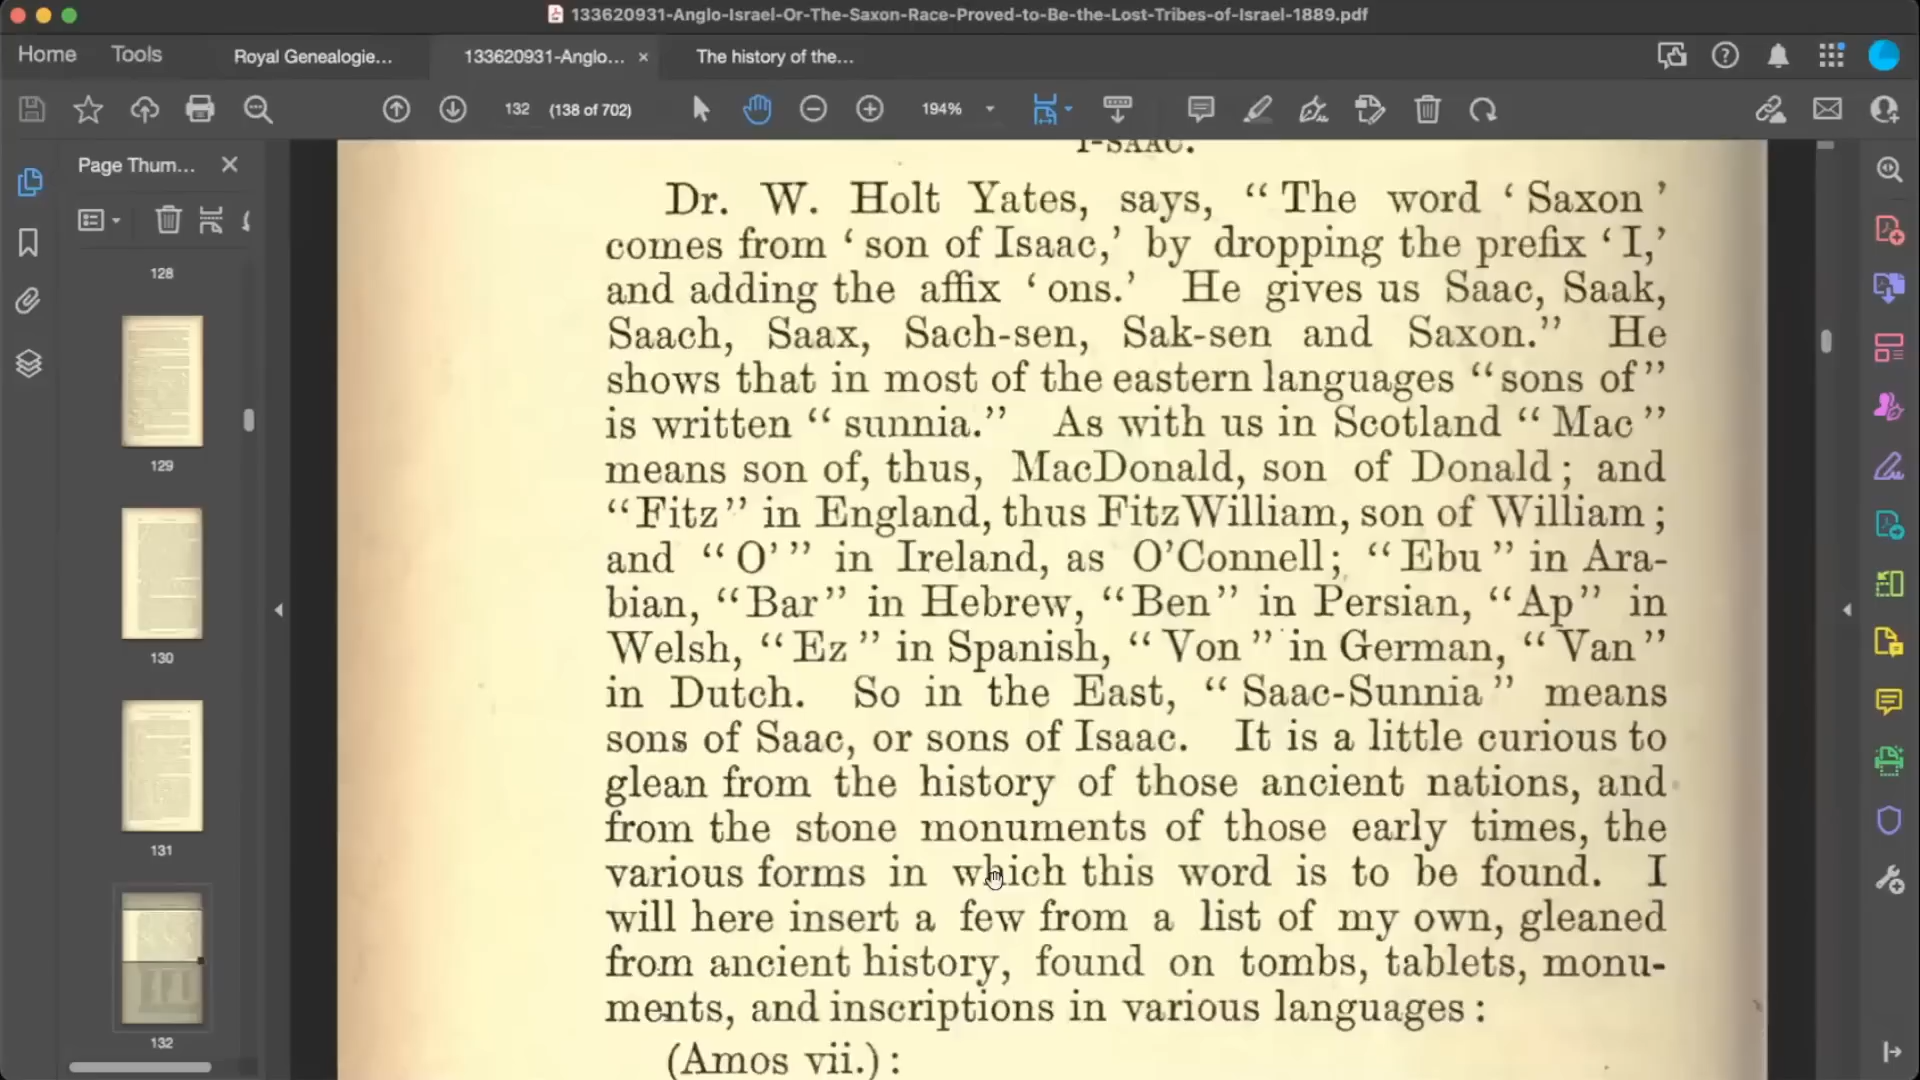 133620931-Anglo-Israel-Or-The-Saxon-Race-Proved-to-Be-the-Lost-Tribes-of-Israel-1889.pdf
Home Tools Royal Genealogie... 133620931-Anglo... × The history of the...
132 (138 of 702) 194%
Page Thum...
128
129
130
131
132
I-SAAC.
Dr. W. Holt Yates, says, “The word ‘Saxon’
comes from ‘son of Isaac,’ by dropping the prefix ‘I,’
and adding the affix ‘ons.’ He gives us Saac, Saak,
Saach, Saax, Sach-sen, Sak-sen and Saxon.” He
shows that in most of the eastern languages “sons of”
is written “sunnia.” As with us in Scotland “Mac”
means son of, thus, MacDonald, son of Donald; and
“Fitz” in England, thus FitzWilliam, son of William;
and “O’” in Ireland, as O’Connell; “Ebu” in Ara-
bian, “Bar” in Hebrew, “Ben” in Persian, “Ap” in
Welsh, “Ez” in Spanish, “Von” in German, “Van”
in Dutch. So in the East, “Saac-Sunnia” means
sons of Saac, or sons of Isaac. It is a little curious to
glean from the history of those ancient nations, and
from the stone monuments of those early times, the
various forms in which this word is to be found. I
will here insert a few from a list of my own, gleaned
from ancient history, found on tombs, tablets, monu-
ments, and inscriptions in various languages:
(Amos vii.):